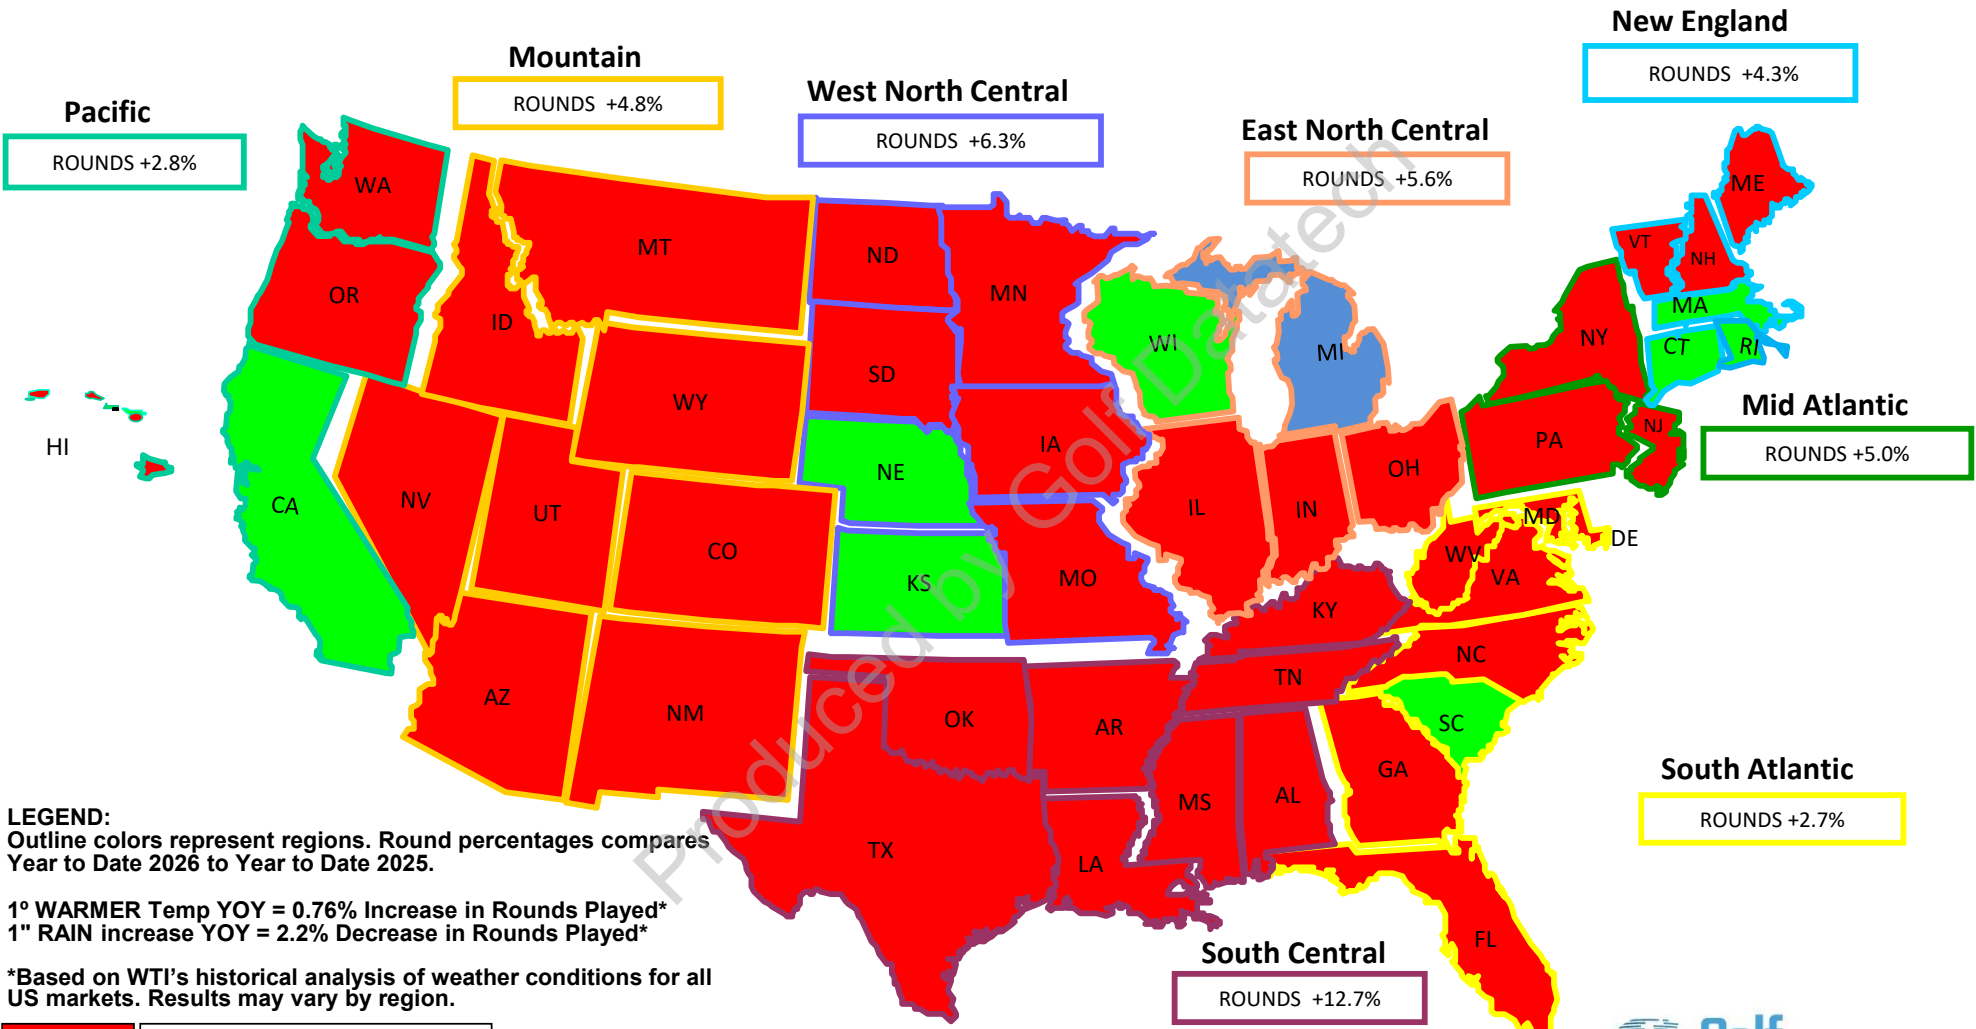 New England
ROUNDS +4.3%
Mountain
ROUNDS +4.8%
West North Central
ROUNDS +6.3%
Pacific
ROUNDS +2.8%
East North Central
ROUNDS +5.6%
WA
MT
ND
MN
OR
ID
SD
WY
WI
MI
ME
VT
NH
MA
NY
CT
RI
HI
CA
NV
UT
CO
NE
IA
KS
MO
IL
IN
OH
PA
NJ
Mid Atlantic
ROUNDS +5.0%
MD
DE
WV
VA
KY
NC
TN
AZ
NM
OK
AR
SC
GA
MS
AL
TX
LA
FL
South Atlantic
ROUNDS +2.7%
South Central
ROUNDS +12.7%
Produced by Golf Datatech
LEGEND:
Outline colors represent regions. Round percentages compares
Year to Date 2026 to Year to Date 2025.
1º WARMER Temp YOY = 0.76% Increase in Rounds Played*
1" RAIN increase YOY = 2.2% Decrease in Rounds Played*
*Based on WTI’s historical analysis of weather conditions for all
US markets. Results may vary by region.